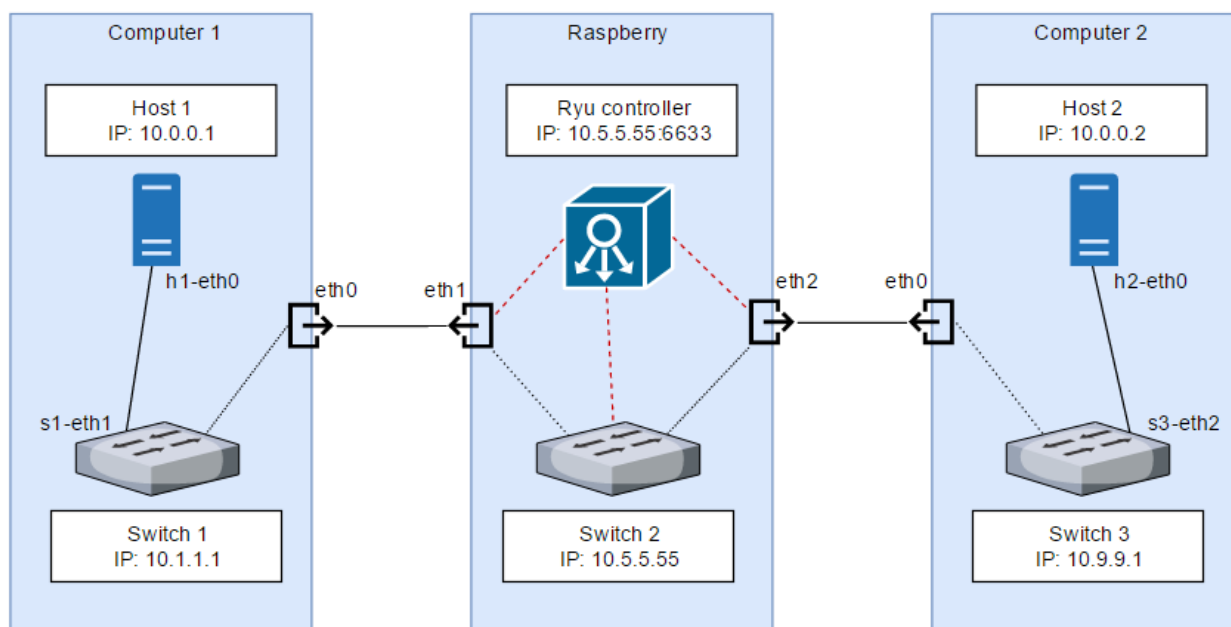 Computer 1
Raspberry
Computer 2
Host 1
IP: 10.0.0.1
Ryu controller
IP: 10.5.5.55:6633
Host 2
IP: 10.0.0.2
h1-eth0
eth0
eth1
eth2
eth0
h2-eth0
s1-eth1
s3-eth2
Switch 1
IP: 10.1.1.1
Switch 2
IP: 10.5.5.55
Switch 3
IP: 10.9.9.1